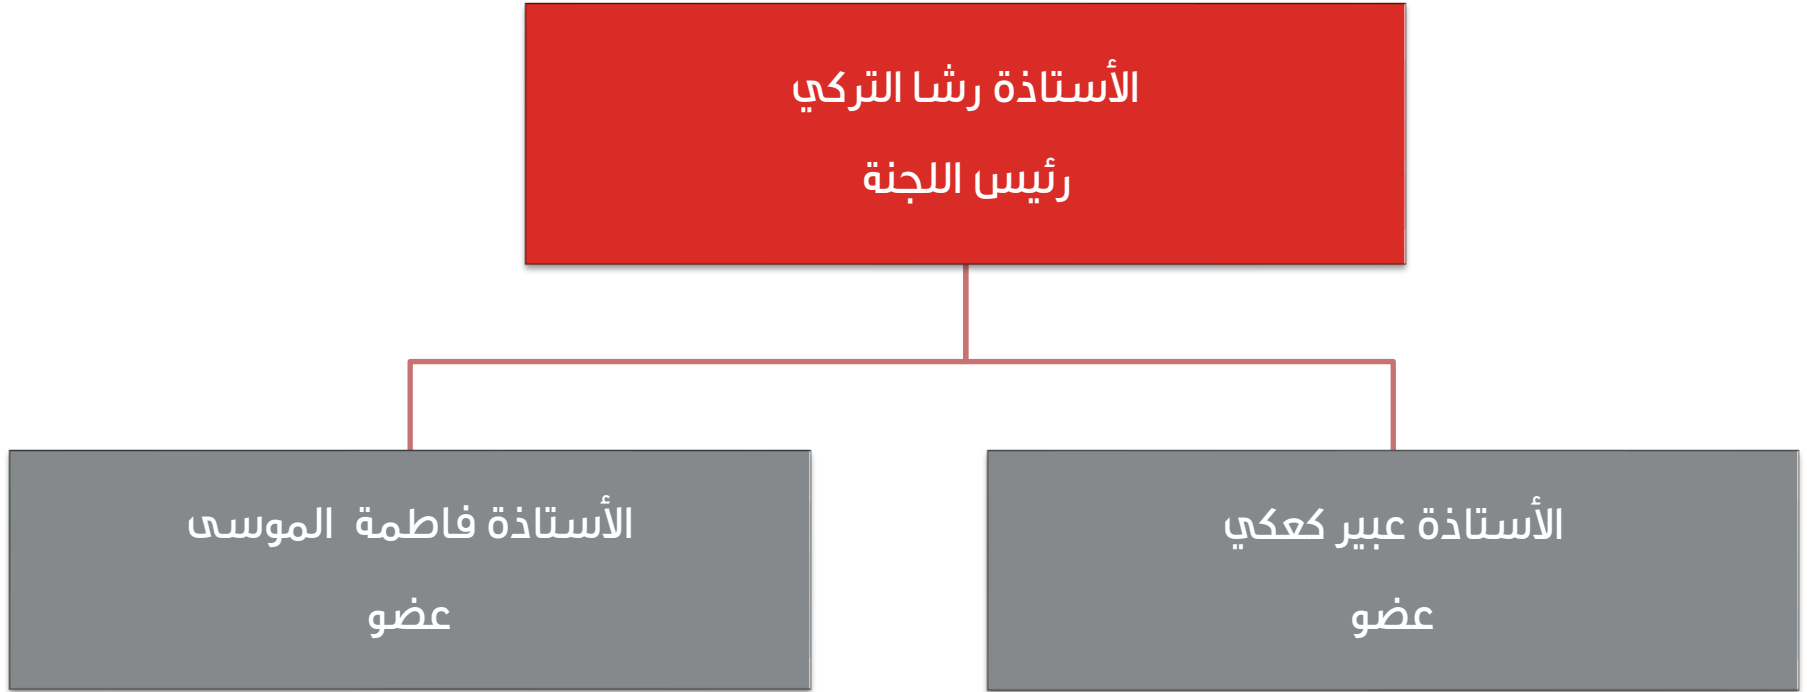 الأستاذة رشا التركي
رئيس اللجنة
الأستاذة عبير كعكي
عضو
الأستاذة فاطمة الموسى
عضو